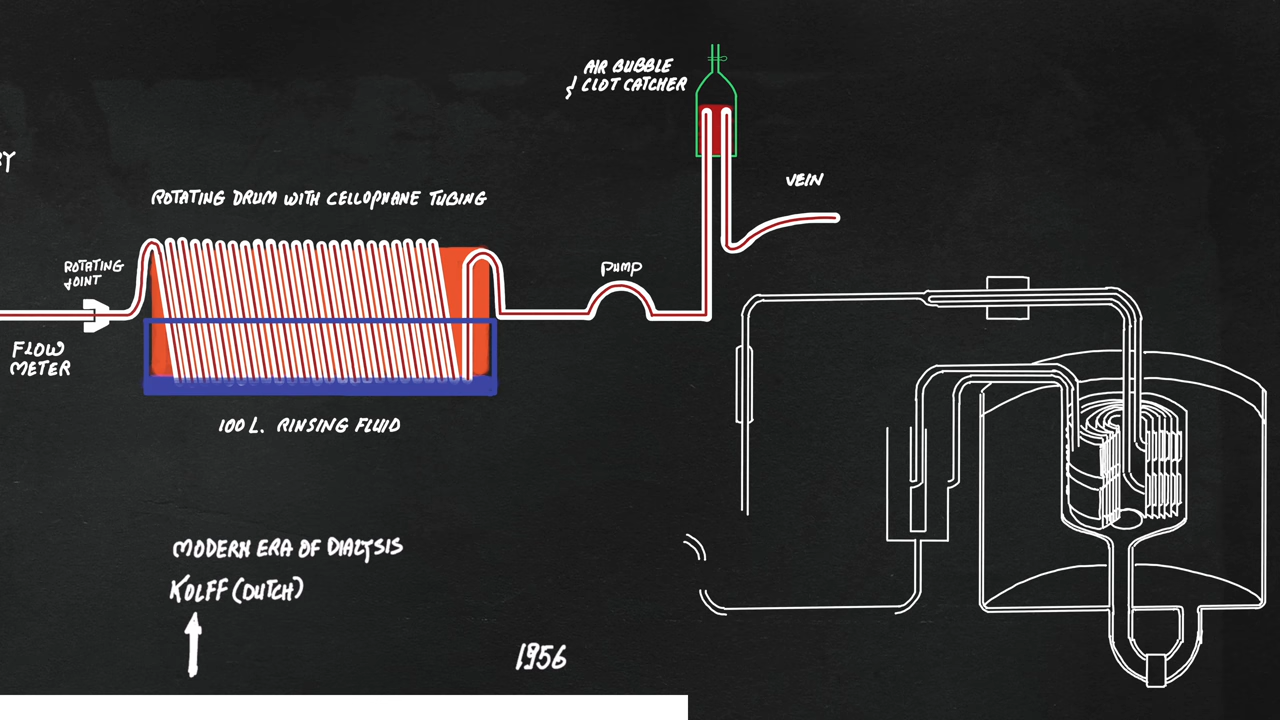 AIR BUBBLE
& CLOT CATCHER
VEIN
ROTATING DRUM WITH CELLOPHANE TUBING
ROTATING
JOINT
PUMP
FLOW
METER
100 L. RINSING FLUID
MODERN ERA OF DIALYSIS
KOLFF (DUTCH)
1956